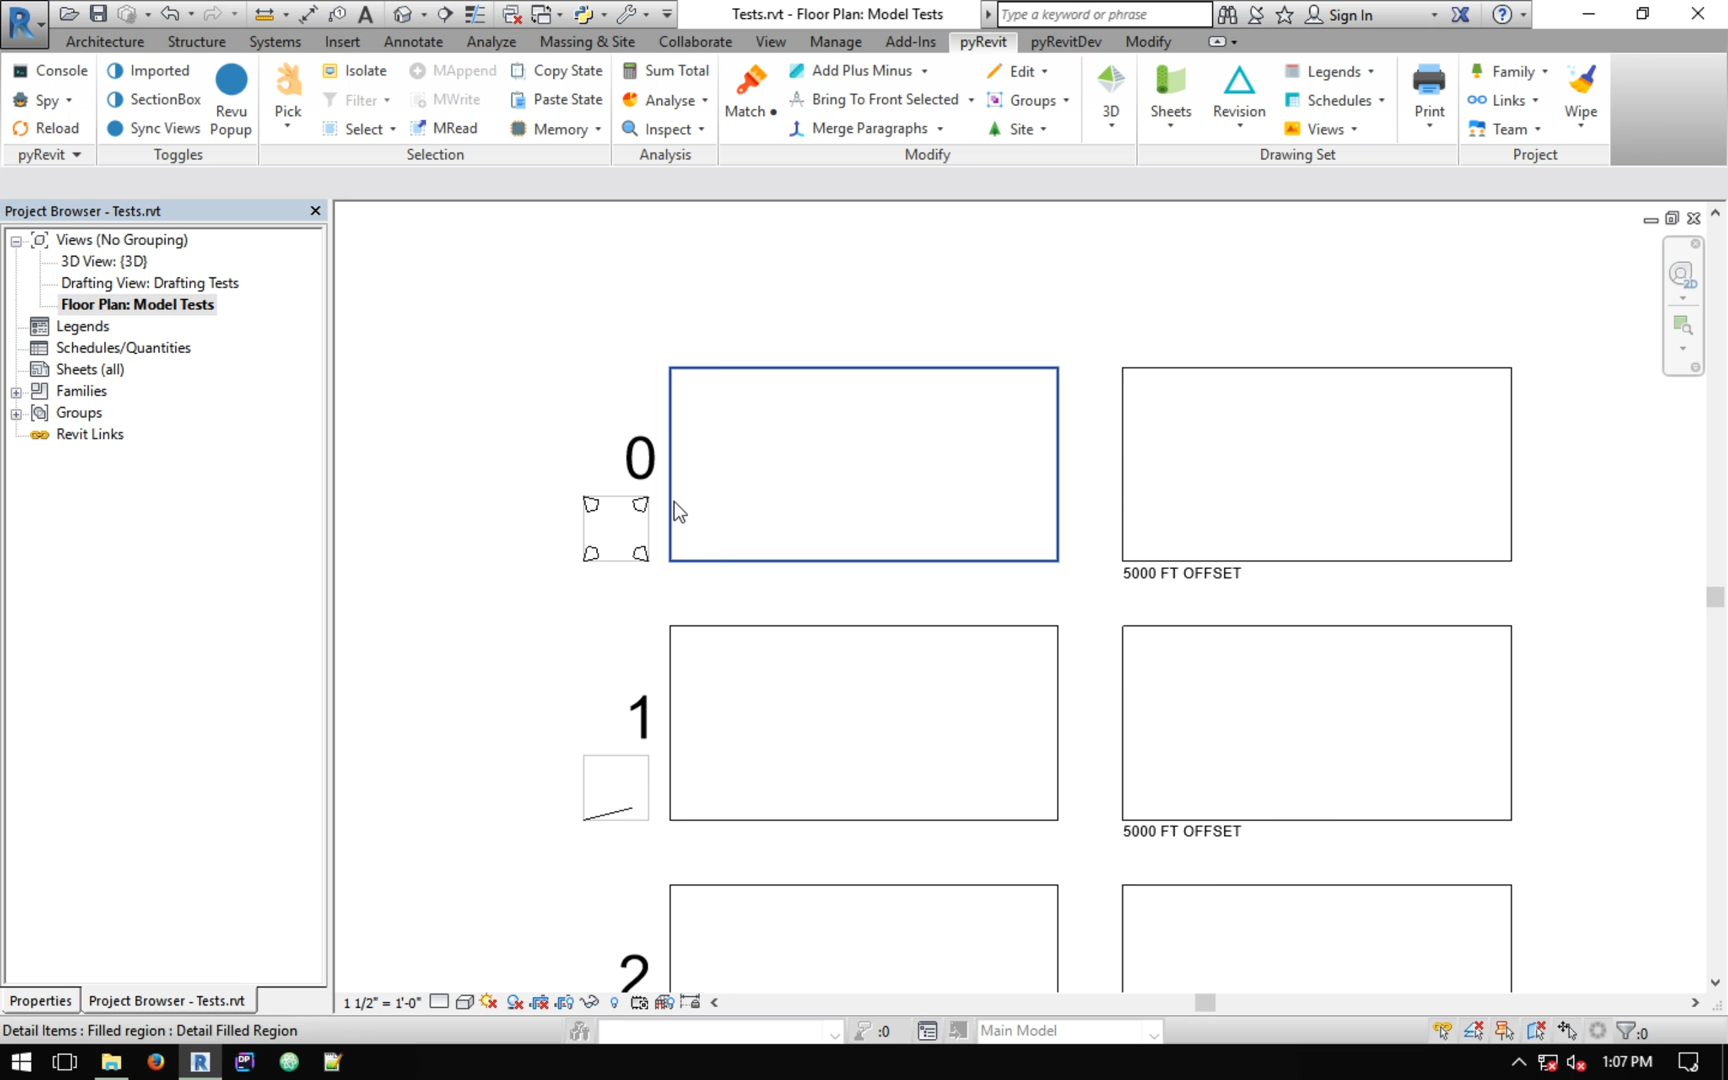 Tests.rvt - Floor Plan: Model Tests
Type a keyword or phrase
Sign In
Architecture Structure Systems Insert Annotate Analyze Massing & Site Collaborate View Manage Add-Ins pyRevit pyRevitDev Modify
Console
Spy
Reload
pyRevit
Imported
SectionBox
Sync Views
Revu
Popup
Toggles
Pick
Isolate
Filter
Select
MAppend
MWrite
MRead
Copy State
Paste State
Memory
Selection
Sum Total
Analyse
Inspect
Analysis
Match
Add Plus Minus
Bring To Front Selected
Merge Paragraphs
Edit
Groups
Site
Modify
3D
Sheets
Revision
Legends
Schedules
Views
Print
Drawing Set
Family
Links
Team
Wipe
Project
Project Browser - Tests.rvt
Views (No Grouping)
3D View: {3D}
Drafting View: Drafting Tests
Floor Plan: Model Tests
Legends
Schedules/Quantities
Sheets (all)
Families
Groups
Revit Links
2D
0
5000 FT OFFSET
1
5000 FT OFFSET
2
Properties
Project Browser - Tests.rvt
1 1/2" = 1'-0"
Detail Items : Filled region : Detail Filled Region
:0
Main Model
:0
1:07 PM